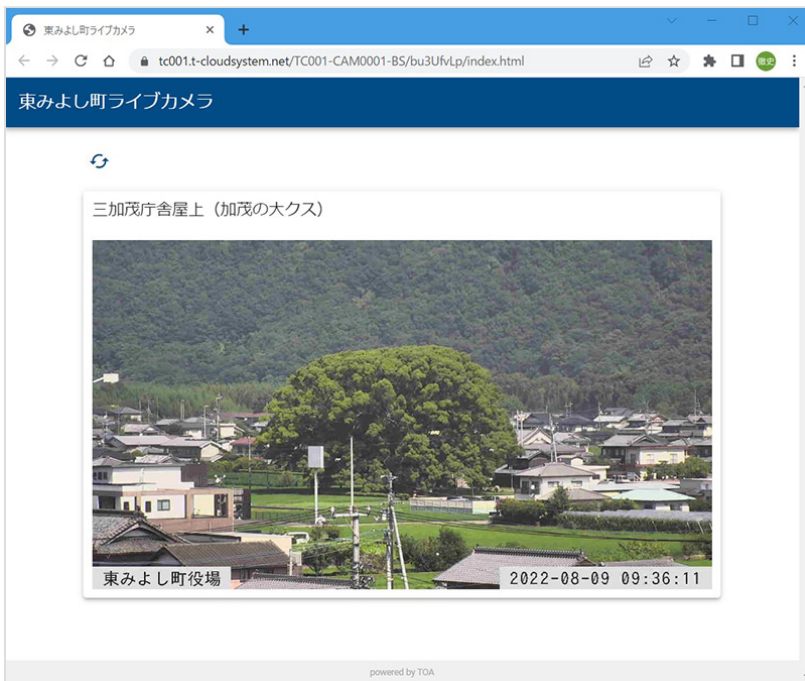 東みよし町ライブカメラ
tc001.t-cloudsystem.net/TC001-CAM0001-BS/bu3UfvLp/index.html
徹史
東みよし町ライブカメラ
三加茂庁舎屋上（加茂の大クス）
東みよし町役場
2022-08-09 09:36:11
powered by TOA